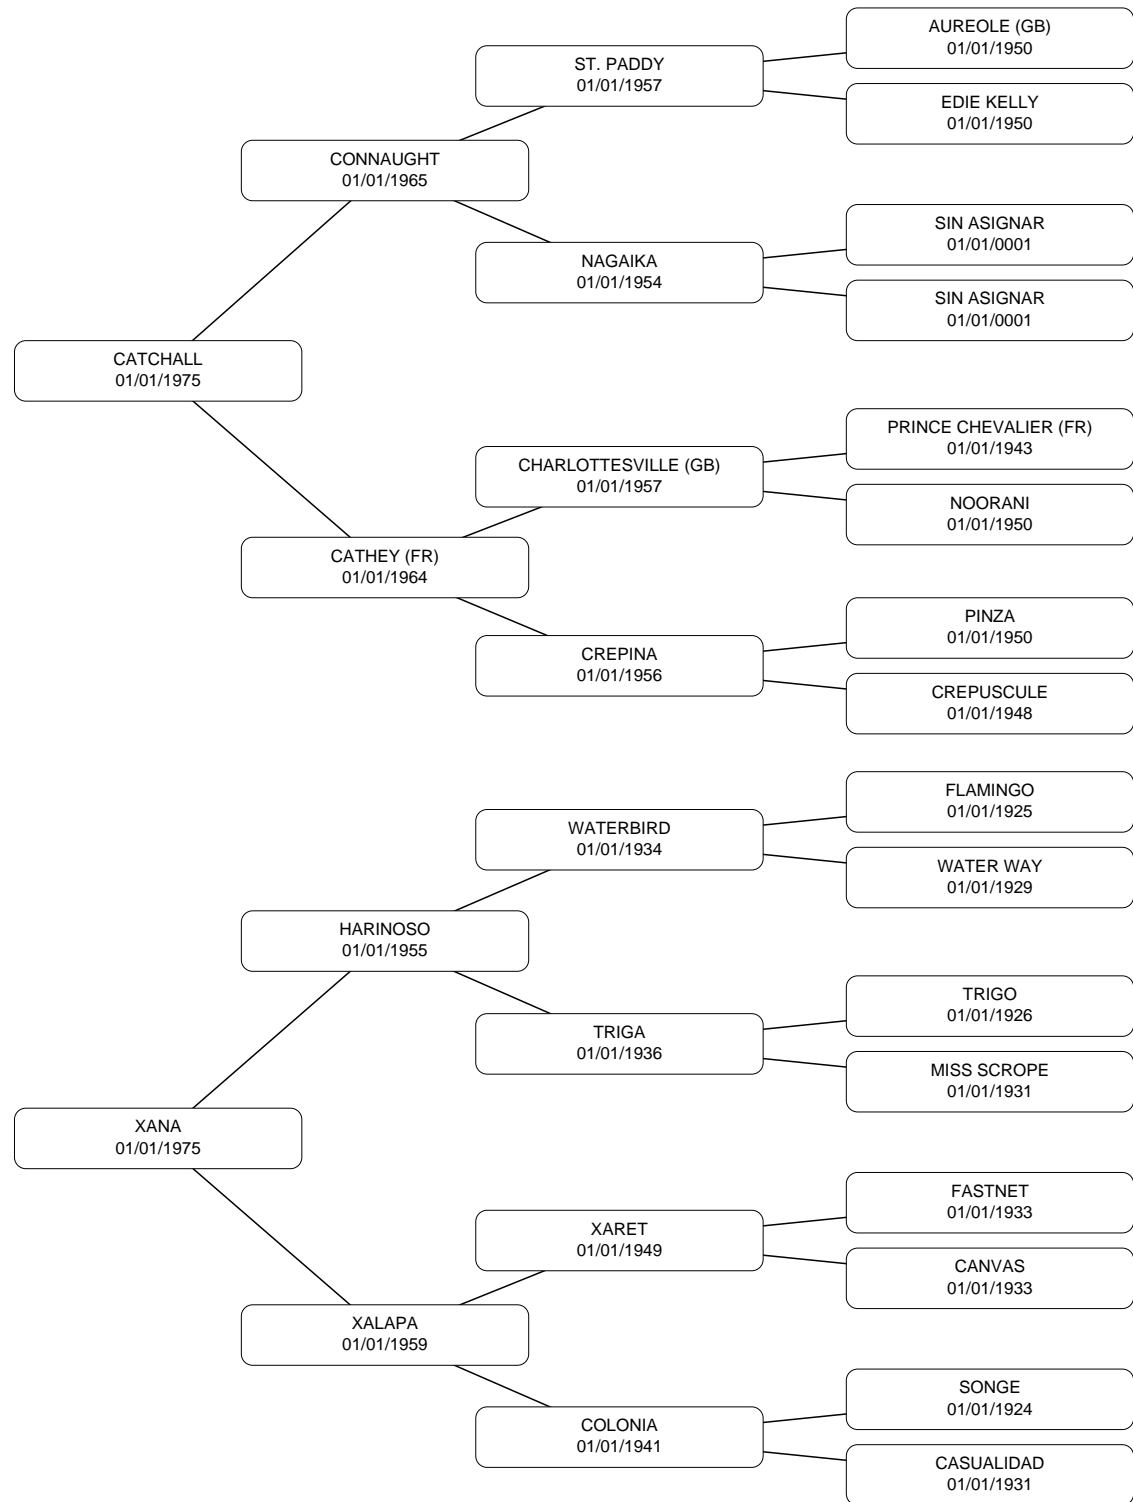 AUREOLE (GB)
01/01/1950
ST. PADDY
01/01/1957
EDIE KELLY
01/01/1950
CONNAUGHT
01/01/1965
SIN ASIGNAR
01/01/0001
NAGAIKA
01/01/1954
SIN ASIGNAR
01/01/0001
CATCHALL
01/01/1975
PRINCE CHEVALIER (FR)
01/01/1943
CHARLOTTESVILLE (GB)
01/01/1957
NOORANI
01/01/1950
CATHEY (FR)
01/01/1964
PINZA
01/01/1950
CREPINA
01/01/1956
CREPUSCULE
01/01/1948
FLAMINGO
01/01/1925
WATERBIRD
01/01/1934
WATER WAY
01/01/1929
HARINOSO
01/01/1955
TRIGO
01/01/1926
TRIGA
01/01/1936
MISS SCROPE
01/01/1931
XANA
01/01/1975
FASTNET
01/01/1933
XARET
01/01/1949
CANVAS
01/01/1933
XALAPA
01/01/1959
SONGE
01/01/1924
COLONIA
01/01/1941
CASUALIDAD
01/01/1931